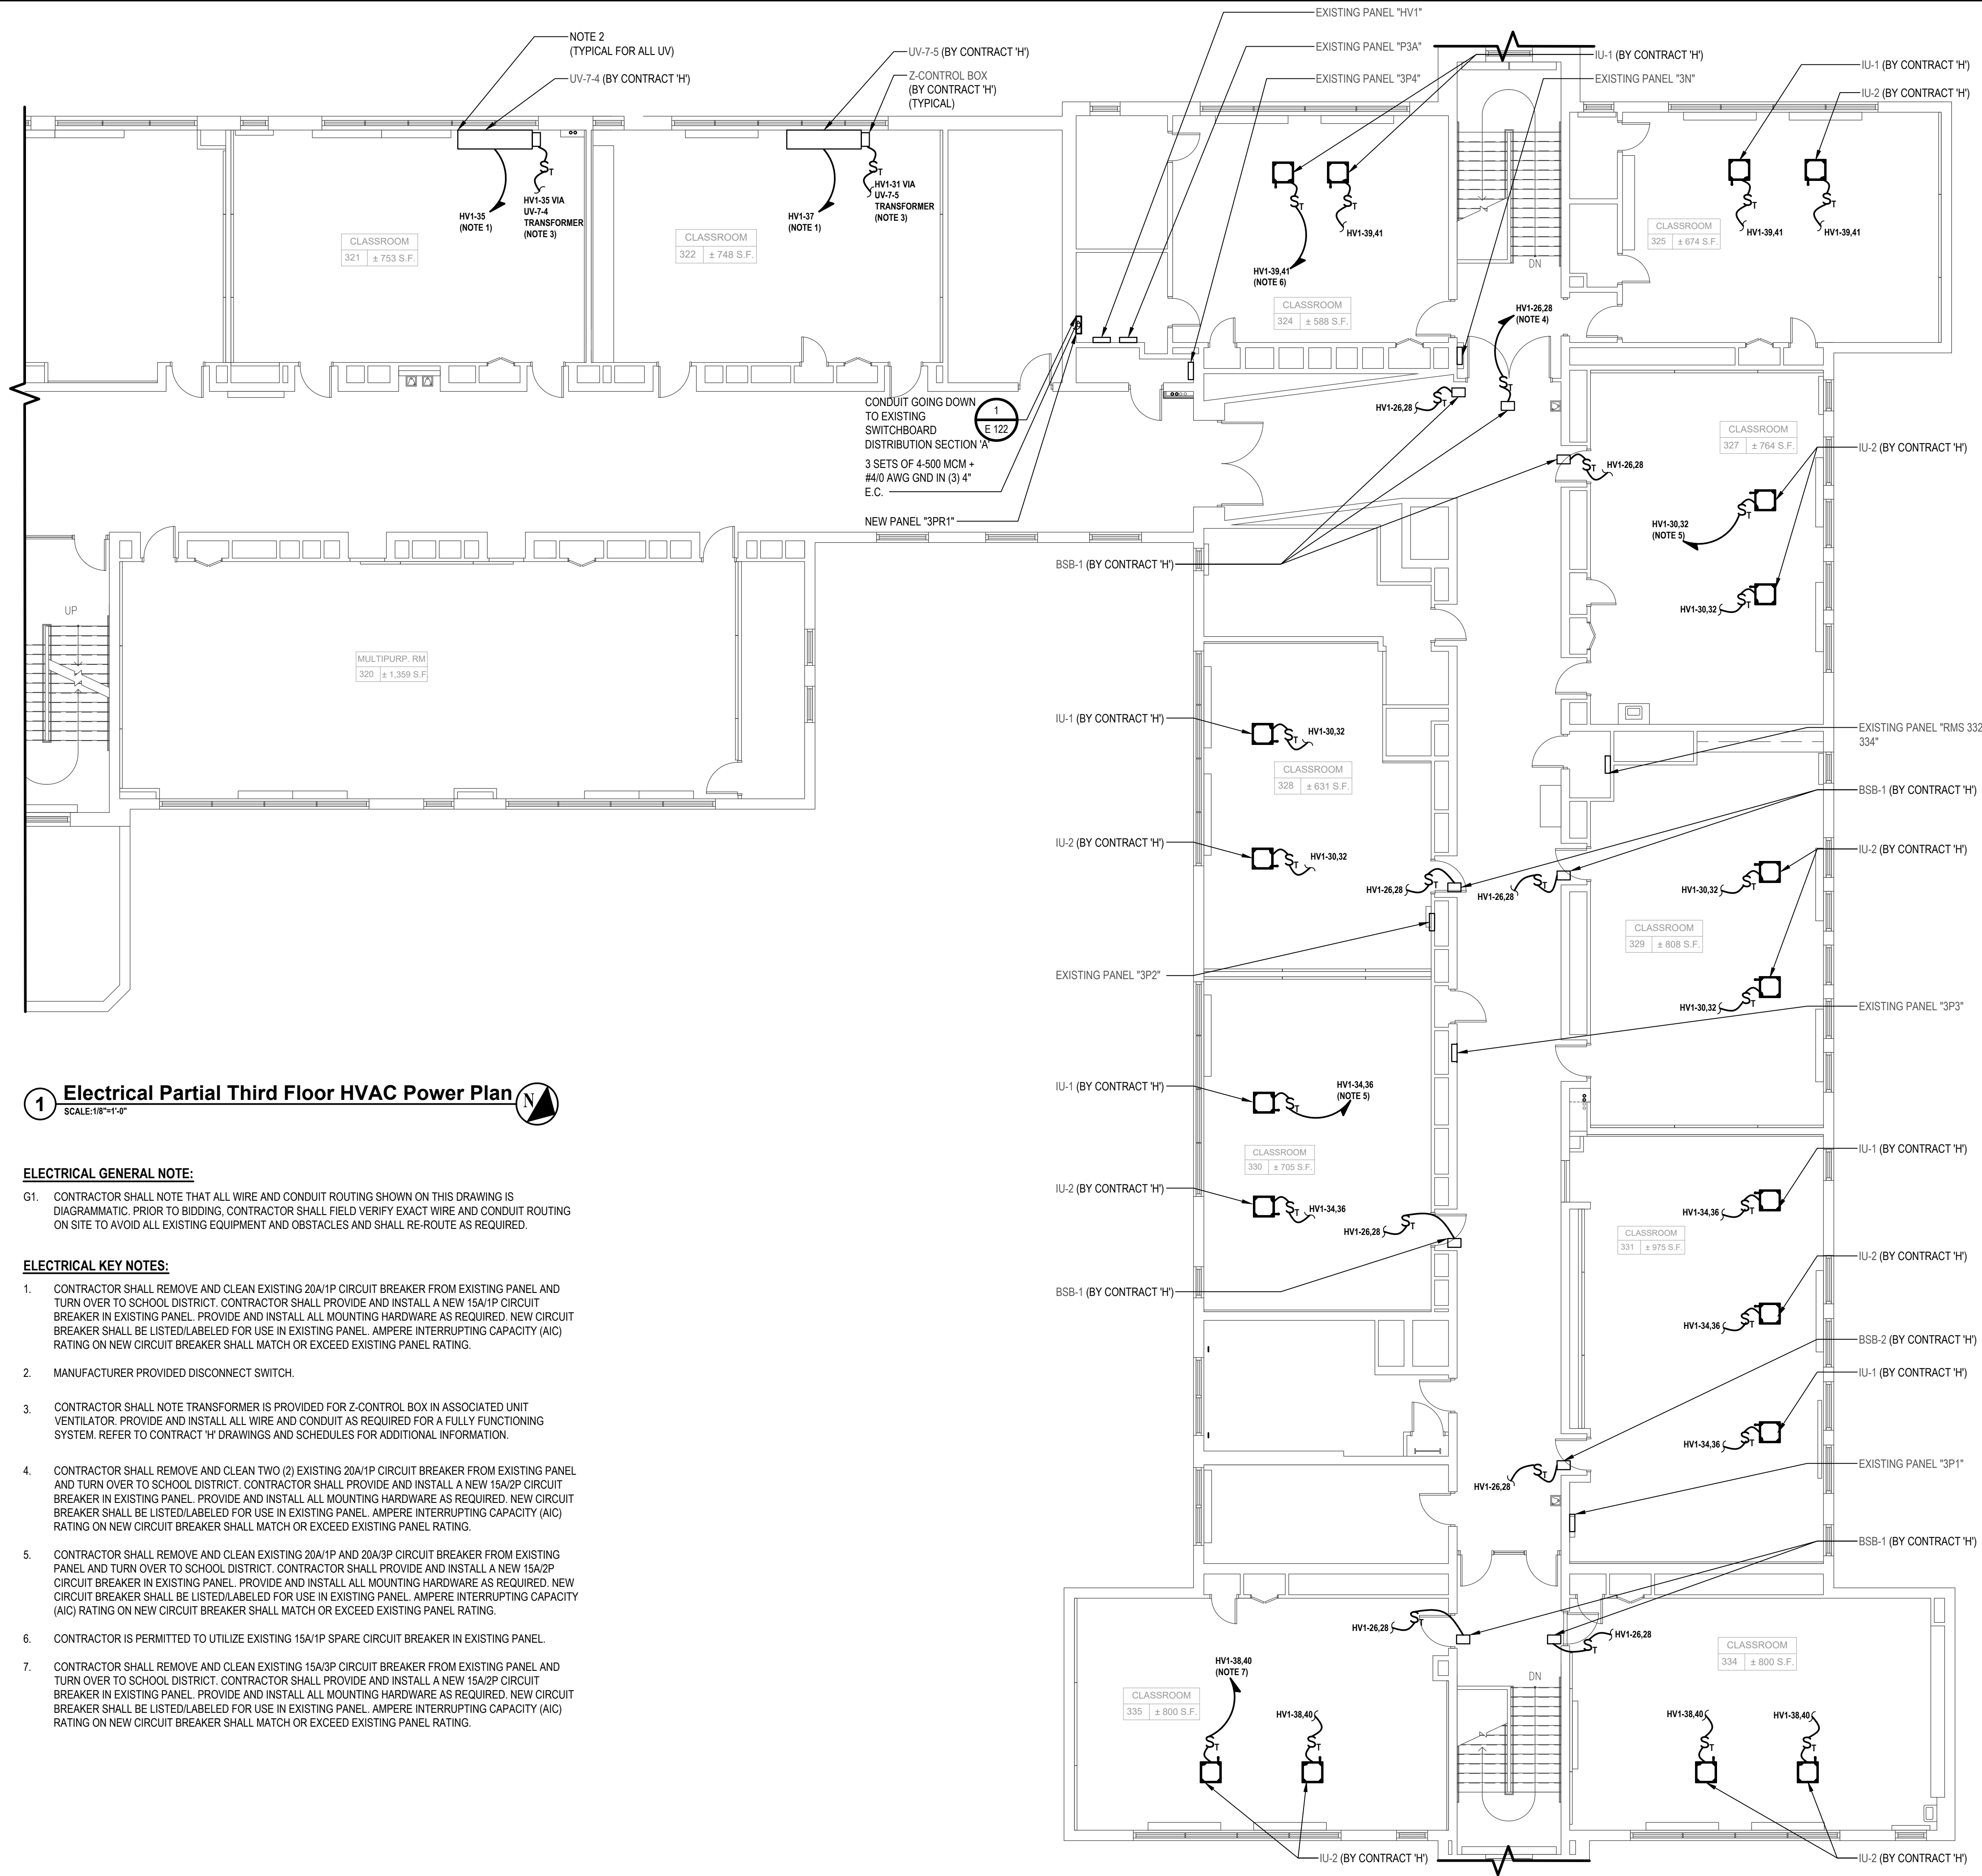 EXISTING PANEL "HV1"
EXISTING PANEL "P3A"
EXISTING PANEL "3P4"
IU-1 (BY CONTRACT 'H')
EXISTING PANEL "3N"
IU-1 (BY CONTRACT 'H')
IU-2 (BY CONTRACT 'H')
NOTE 2
(TYPICAL FOR ALL UV)
UV-7-4 (BY CONTRACT 'H')
UV-7-5 (BY CONTRACT 'H')
Z-CONTROL BOX
(BY CONTRACT 'H')
(TYPICAL)
ST
HV1-35
(NOTE 1)
HV1-35 VIA
UV-7-4
TRANSFORMER
(NOTE 3)
CLASSROOM
321 ± 753 S.F.
ST
HV1-37
(NOTE 1)
HV1-31 VIA
UV-7-5
TRANSFORMER
(NOTE 3)
CLASSROOM
322 ± 748 S.F.
ST
ST
HV1-39,41
HV1-39,41
(NOTE 6)
CLASSROOM
324 ± 588 S.F.
DN
ST
ST
HV1-39,41
HV1-39,41
CLASSROOM
325 ± 674 S.F.
HV1-26,28
(NOTE 4)
ST
HV1-26,28
ST
CONDUIT GOING DOWN
TO EXISTING
SWITCHBOARD
DISTRIBUTION SECTION 'A'
1
E 122
3 SETS OF 4-500 MCM +
#4/0 AWG GND IN (3) 4"
E.C.
NEW PANEL "3PR1"
CLASSROOM
327 ± 764 S.F.
IU-2 (BY CONTRACT 'H')
ST
HV1-26,28
ST
HV1-30,32
(NOTE 5)
BSB-1 (BY CONTRACT 'H')
ST
HV1-30,32
UP
MULTIPURP. RM
320 ± 1,359 S.F.
IU-1 (BY CONTRACT 'H')
ST
HV1-30,32
CLASSROOM
328 ± 631 S.F.
EXISTING PANEL "RMS 332
334"
BSB-1 (BY CONTRACT 'H')
IU-2 (BY CONTRACT 'H')
ST
HV1-30,32
IU-2 (BY CONTRACT 'H')
HV1-26,28
ST
HV1-26,28
ST
HV1-30,32
ST
CLASSROOM
329 ± 808 S.F.
EXISTING PANEL "3P2"
HV1-30,32
ST
EXISTING PANEL "3P3"
IU-1 (BY CONTRACT 'H')
ST
HV1-34,36
(NOTE 5)
CLASSROOM
330 ± 705 S.F.
IU-2 (BY CONTRACT 'H')
ST
HV1-34,36
HV1-26,28
ST
BSB-1 (BY CONTRACT 'H')
IU-1 (BY CONTRACT 'H')
HV1-34,36
ST
CLASSROOM
331 ± 975 S.F.
IU-2 (BY CONTRACT 'H')
HV1-34,36
ST
BSB-2 (BY CONTRACT 'H')
IU-1 (BY CONTRACT 'H')
HV1-34,36
ST
HV1-26,28
ST
EXISTING PANEL "3P1"
BSB-1 (BY CONTRACT 'H')
HV1-26,28
ST
ST
HV1-26,28
CLASSROOM
334 ± 800 S.F.
HV1-38,40
(NOTE 7)
CLASSROOM
335 ± 800 S.F.
DN
HV1-38,40
ST
ST
HV1-38,40
HV1-38,40
ST
ST
IU-2 (BY CONTRACT 'H')
IU-2 (BY CONTRACT 'H')
1 Electrical Partial Third Floor HVAC Power Plan N
SCALE:1/8"=1'-0"
ELECTRICAL GENERAL NOTE:
G1. CONTRACTOR SHALL NOTE THAT ALL WIRE AND CONDUIT ROUTING SHOWN ON THIS DRAWING IS
DIAGRAMMATIC. PRIOR TO BIDDING, CONTRACTOR SHALL FIELD VERIFY EXACT WIRE AND CONDUIT ROUTING
ON SITE TO AVOID ALL EXISTING EQUIPMENT AND OBSTACLES AND SHALL RE-ROUTE AS REQUIRED.
ELECTRICAL KEY NOTES:
1. CONTRACTOR SHALL REMOVE AND CLEAN EXISTING 20A/1P CIRCUIT BREAKER FROM EXISTING PANEL AND
TURN OVER TO SCHOOL DISTRICT. CONTRACTOR SHALL PROVIDE AND INSTALL A NEW 15A/1P CIRCUIT
BREAKER IN EXISTING PANEL. PROVIDE AND INSTALL ALL MOUNTING HARDWARE AS REQUIRED. NEW CIRCUIT
BREAKER SHALL BE LISTED/LABELED FOR USE IN EXISTING PANEL. AMPERE INTERRUPTING CAPACITY (AIC)
RATING ON NEW CIRCUIT BREAKER SHALL MATCH OR EXCEED EXISTING PANEL RATING.
2. MANUFACTURER PROVIDED DISCONNECT SWITCH.
3. CONTRACTOR SHALL NOTE TRANSFORMER IS PROVIDED FOR Z-CONTROL BOX IN ASSOCIATED UNIT
VENTILATOR. PROVIDE AND INSTALL ALL WIRE AND CONDUIT AS REQUIRED FOR A FULLY FUNCTIONING
SYSTEM. REFER TO CONTRACT 'H' DRAWINGS AND SCHEDULES FOR ADDITIONAL INFORMATION.
4. CONTRACTOR SHALL REMOVE AND CLEAN TWO (2) EXISTING 20A/1P CIRCUIT BREAKER FROM EXISTING PANEL
AND TURN OVER TO SCHOOL DISTRICT. CONTRACTOR SHALL PROVIDE AND INSTALL A NEW 15A/2P CIRCUIT
BREAKER IN EXISTING PANEL. PROVIDE AND INSTALL ALL MOUNTING HARDWARE AS REQUIRED. NEW CIRCUIT
BREAKER SHALL BE LISTED/LABELED FOR USE IN EXISTING PANEL. AMPERE INTERRUPTING CAPACITY (AIC)
RATING ON NEW CIRCUIT BREAKER SHALL MATCH OR EXCEED EXISTING PANEL RATING.
5. CONTRACTOR SHALL REMOVE AND CLEAN EXISTING 20A/1P AND 20A/3P CIRCUIT BREAKER FROM EXISTING
PANEL AND TURN OVER TO SCHOOL DISTRICT. CONTRACTOR SHALL PROVIDE AND INSTALL A NEW 15A/2P
CIRCUIT BREAKER IN EXISTING PANEL. PROVIDE AND INSTALL ALL MOUNTING HARDWARE AS REQUIRED. NEW
CIRCUIT BREAKER SHALL BE LISTED/LABELED FOR USE IN EXISTING PANEL. AMPERE INTERRUPTING CAPACITY
(AIC) RATING ON NEW CIRCUIT BREAKER SHALL MATCH OR EXCEED EXISTING PANEL RATING.
6. CONTRACTOR IS PERMITTED TO UTILIZE EXISTING 15A/1P SPARE CIRCUIT BREAKER IN EXISTING PANEL.
7. CONTRACTOR SHALL REMOVE AND CLEAN EXISTING 15A/3P CIRCUIT BREAKER FROM EXISTING PANEL AND
TURN OVER TO SCHOOL DISTRICT. CONTRACTOR SHALL PROVIDE AND INSTALL A NEW 15A/2P CIRCUIT
BREAKER IN EXISTING PANEL. PROVIDE AND INSTALL ALL MOUNTING HARDWARE AS REQUIRED. NEW CIRCUIT
BREAKER SHALL BE LISTED/LABELED FOR USE IN EXISTING PANEL. AMPERE INTERRUPTING CAPACITY (AIC)
RATING ON NEW CIRCUIT BREAKER SHALL MATCH OR EXCEED EXISTING PANEL RATING.